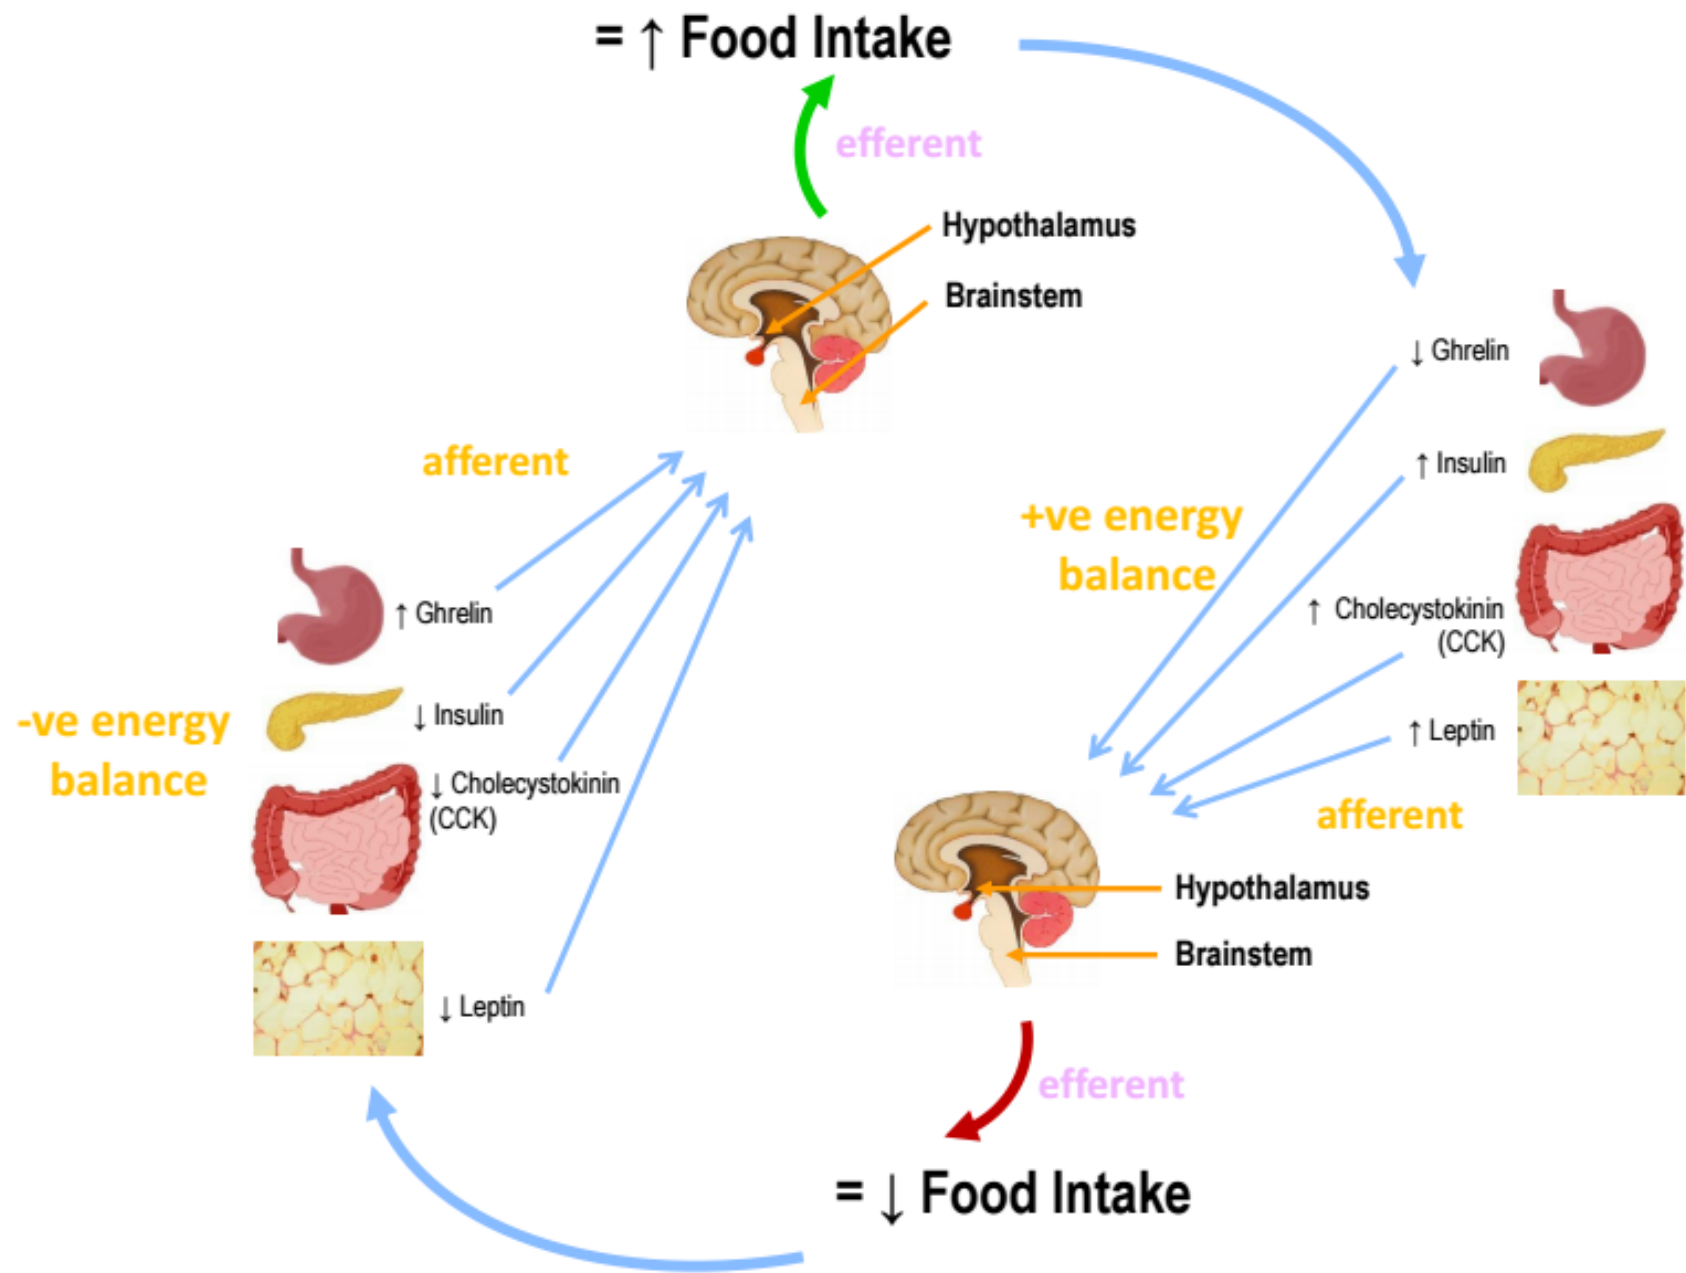 = ↑ Food Intake
efferent
Hypothalamus
Brainstem
↓ Ghrelin
afferent
↑ Insulin
+ve energy
balance
↑ Ghrelin
↑ Cholecystokinin
(CCK)
-ve energy
balance
↓ Insulin
↑ Leptin
↓ Cholecystokinin
(CCK)
afferent
Hypothalamus
Brainstem
↓ Leptin
efferent
= ↓ Food Intake